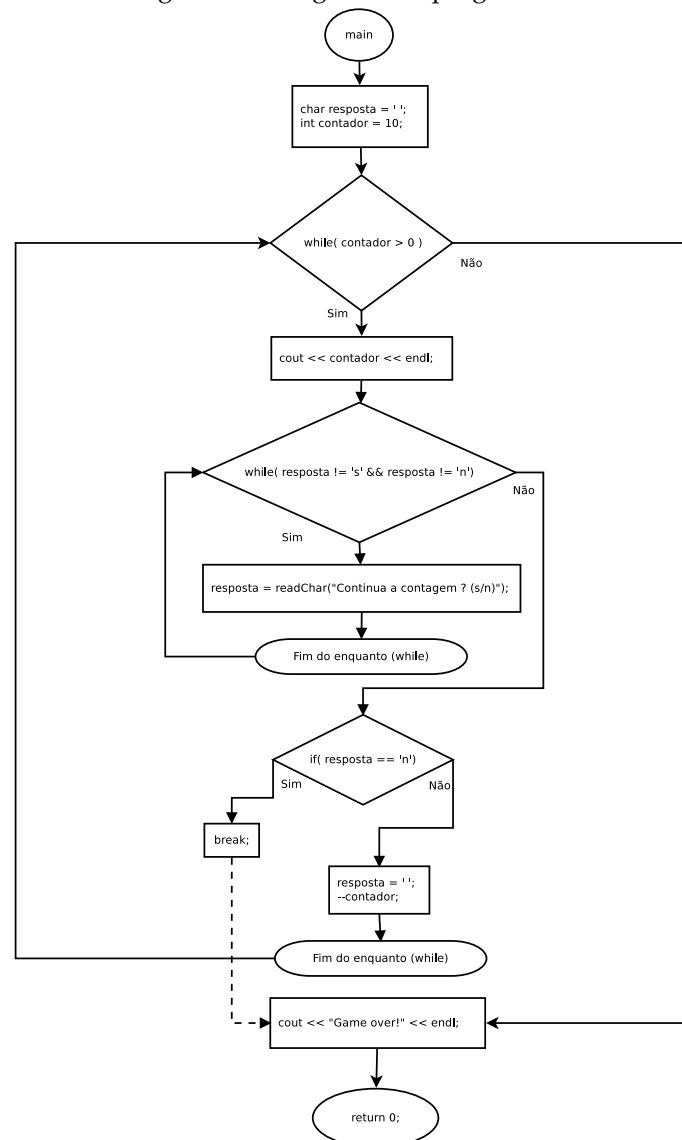 main
char resposta = ' ';
int contador = 10;
while( contador > 0 )
Não
Sim
cout << contador << endl;
while( resposta != 's' && resposta != 'n')
Não
Sim
resposta = readChar("Continua a contagem ? (s/n)");
Fim do enquanto (while)
if( resposta == 'n')
Sim
Não
break;
resposta = ' ';
--contador;
Fim do enquanto (while)
cout << "Game over!" << endl;
return 0;